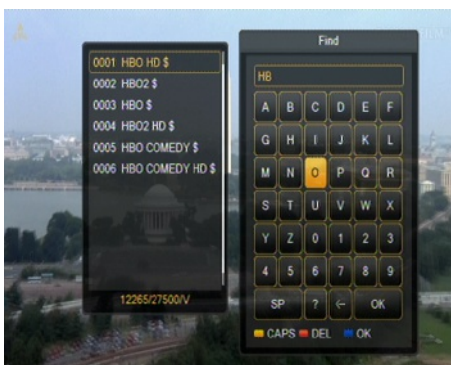 Find
0001 HBO HD $
0002 HBO2 $
0003 HBO $
0004 HBO2 HD $
0005 HBO COMEDY $
0006 HBO COMEDY HD $
12265/27500/V
HB
A B C D E F
G H I J K L
M N O P Q R
S T U V W X
Y Z 0 1 2 3
4 5 6 7 8 9
SP ? <- OK
CAPS DEL OK